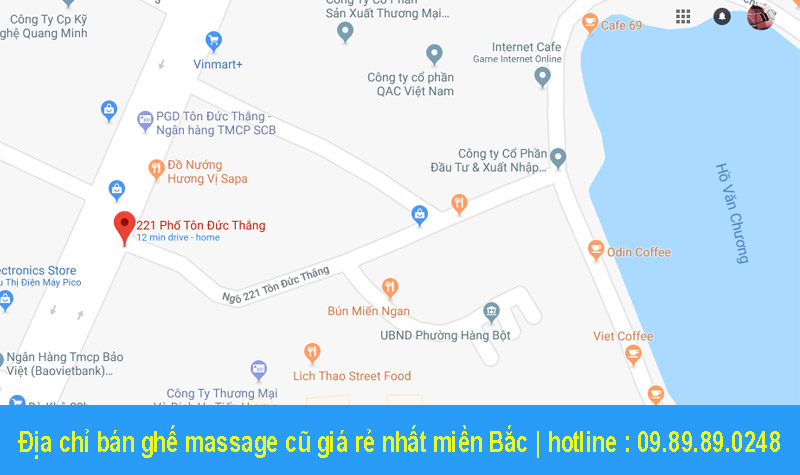 Công Ty Cp Kỹ
nghệ Quang Minh
Công Ty Cổ Phần
Sản Xuất Thương Mại...
Cafe 69
Vinmart+
Internet Cafe
Game Internet Online
Công ty cổ phần
QAC Việt Nam
PGD Tôn Đức Thắng -
Ngân hàng TMCP SCB
Công ty Cổ Phần
Đầu Tư & Xuất Nhập...
Đồ Nướng
Hương Vị Sapa
Hồ Văn Chương
221 Phố Tôn Đức Thắng
12 min drive - home
Odin Coffee
Electronics Store
Thị Điện Máy Pico
Ngõ 221 Tôn Đức Thắng
Bún Miến Ngan
UBND Phường Hàng Bột
Viet Coffee
Ngân Hàng Tmcp Bảo
Việt (Baovietbank)...
Lich Thao Street Food
Công Ty Thương Mại
Địa chỉ bán ghế massage cũ giá rẻ nhất miền Bắc | hotline : 09.89.89.0248